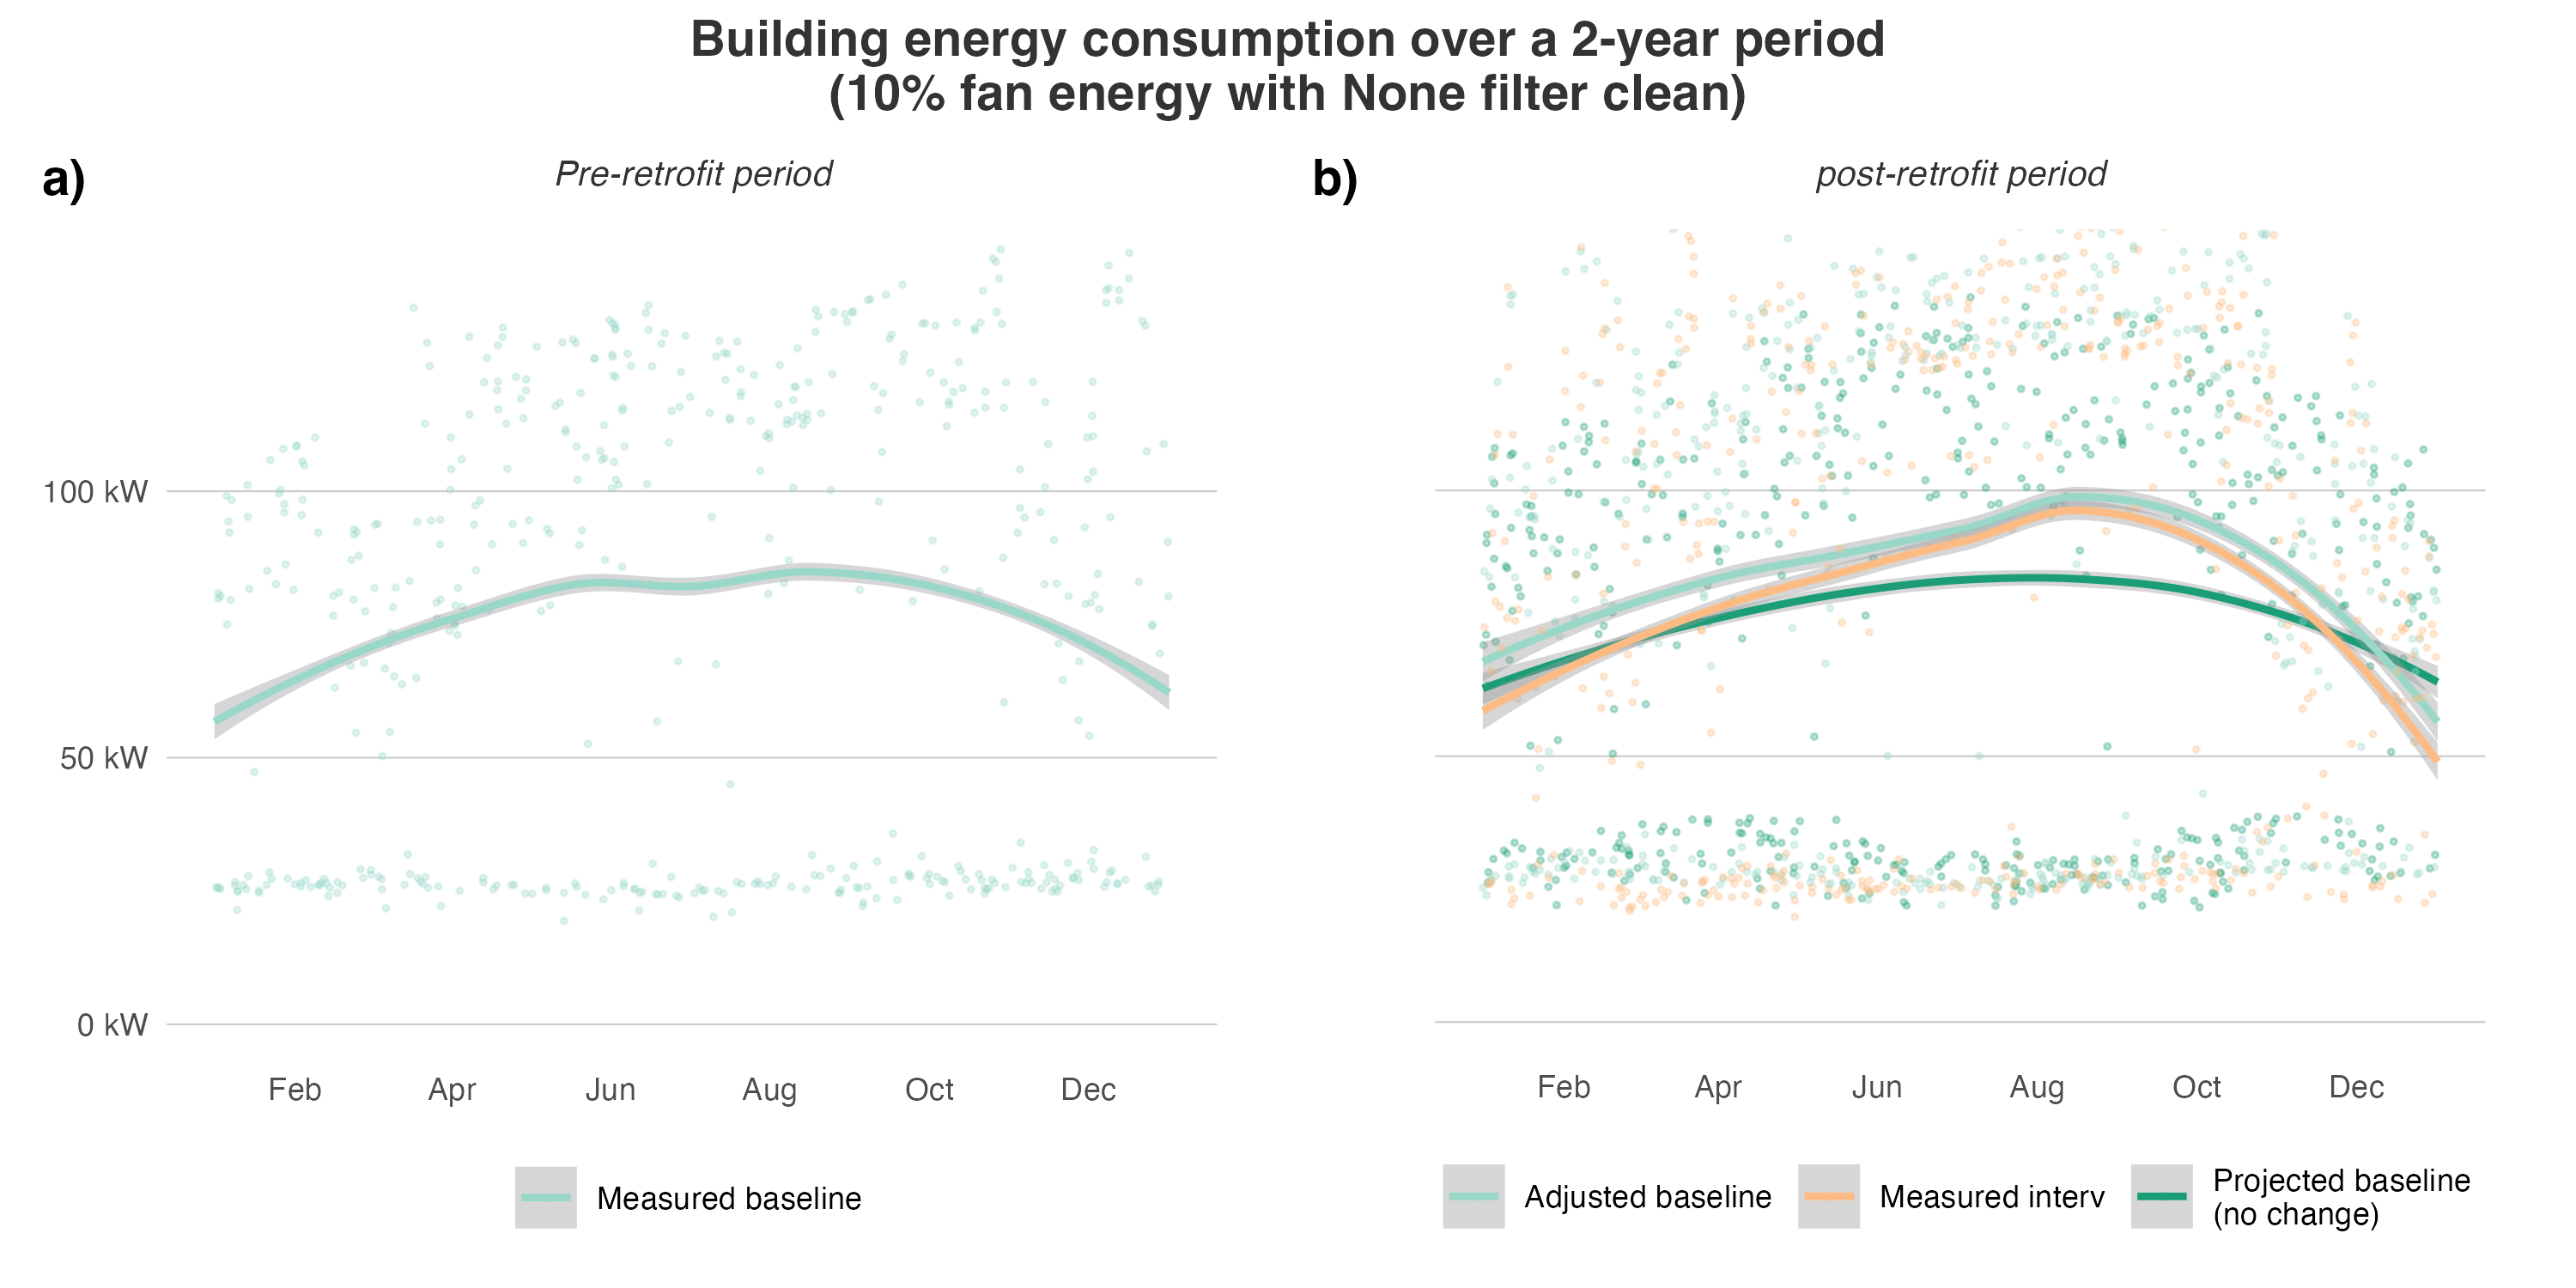 Building energy consumption over a 2-year period
(10% fan energy with None filter clean)
a)
Pre-retrofit period
100 kW
50 kW
0 kW
Feb Apr Jun Aug Oct Dec
Measured baseline
b)
post-retrofit period
Feb Apr Jun Aug Oct Dec
Adjusted baseline
Measured interv
Projected baseline
(no change)